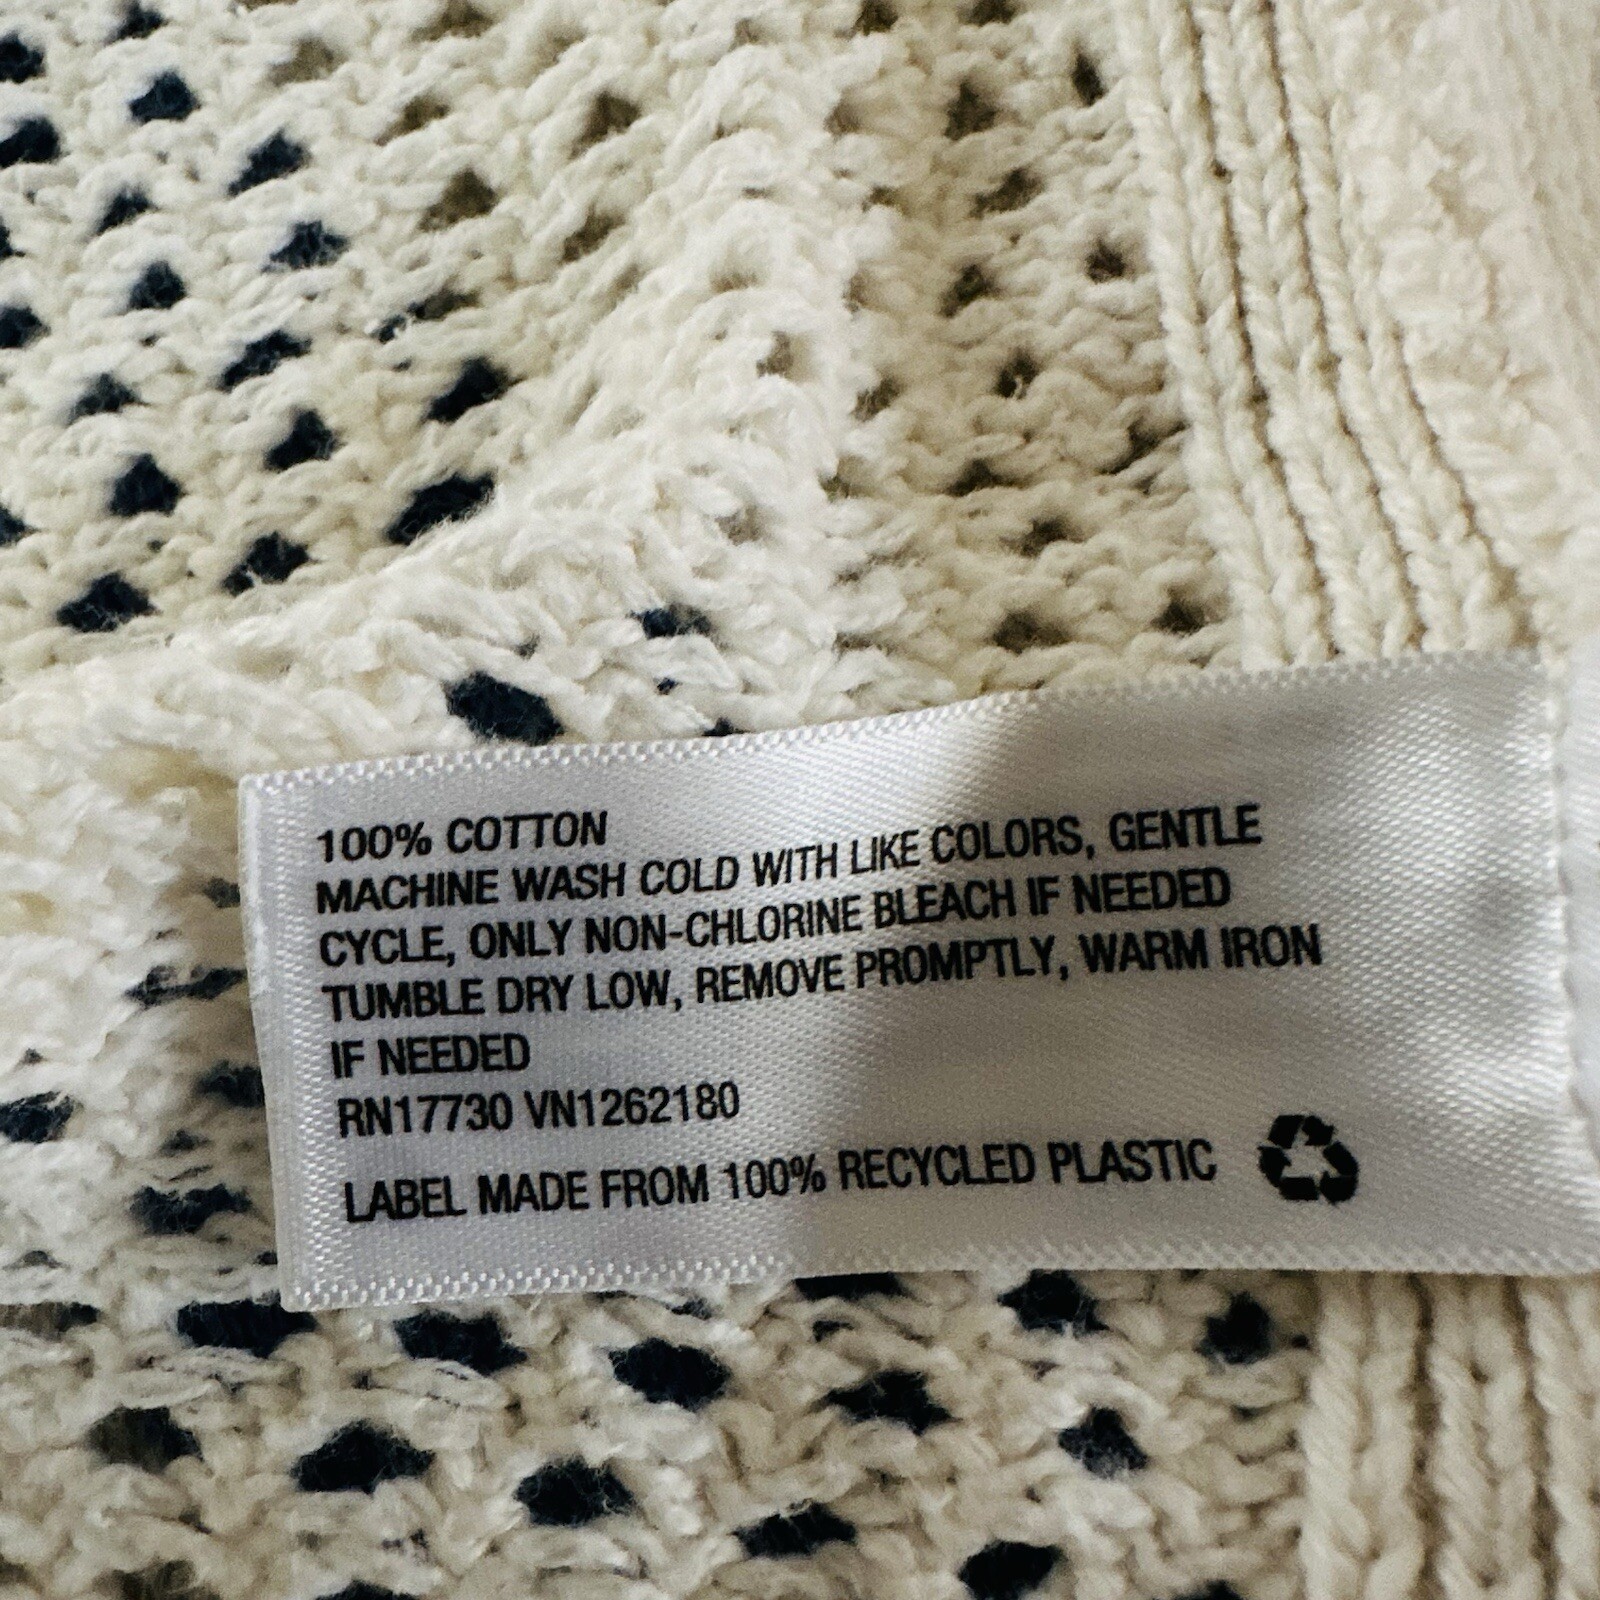 100% COTTON
MACHINE WASH COLD WITH LIKE COLORS, GENTLE
CYCLE, ONLY NON-CHLORINE BLEACH IF NEEDED
TUMBLE DRY LOW, REMOVE PROMPTLY, WARM IRON
IF NEEDED
RN17730 VN1262180
LABEL MADE FROM 100% RECYCLED PLASTIC